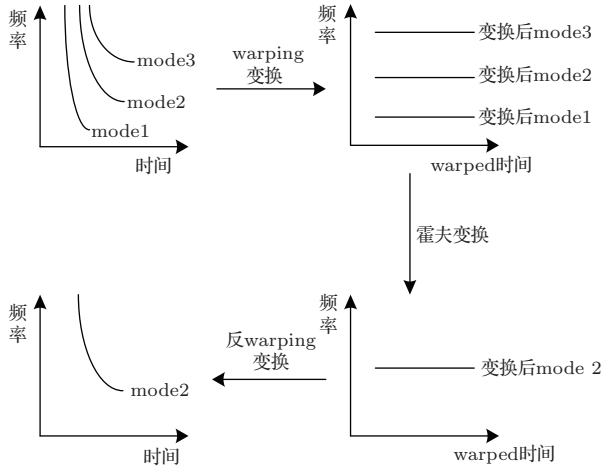 频
率
mode3
mode2
mode1
时间
warping
变换
频
率
变换后mode3
变换后mode2
变换后mode1
warped时间
霍夫变换
频
率
mode2
时间
反warping
变换
频
率
变换后mode 2
warped时间